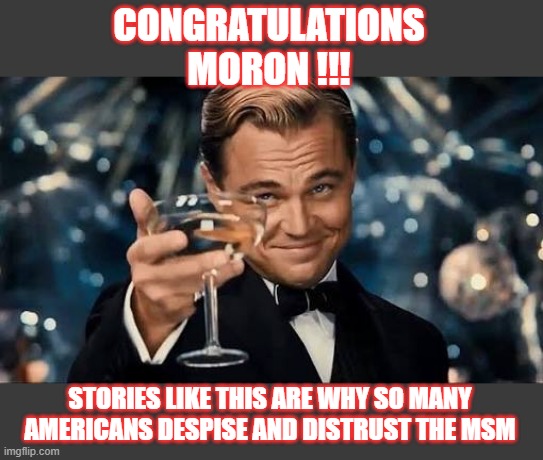 CONGRATULATIONS
MORON !!!
STORIES LIKE THIS ARE WHY SO MANY
AMERICANS DESPISE AND DISTRUST THE MSM
imgflip.com